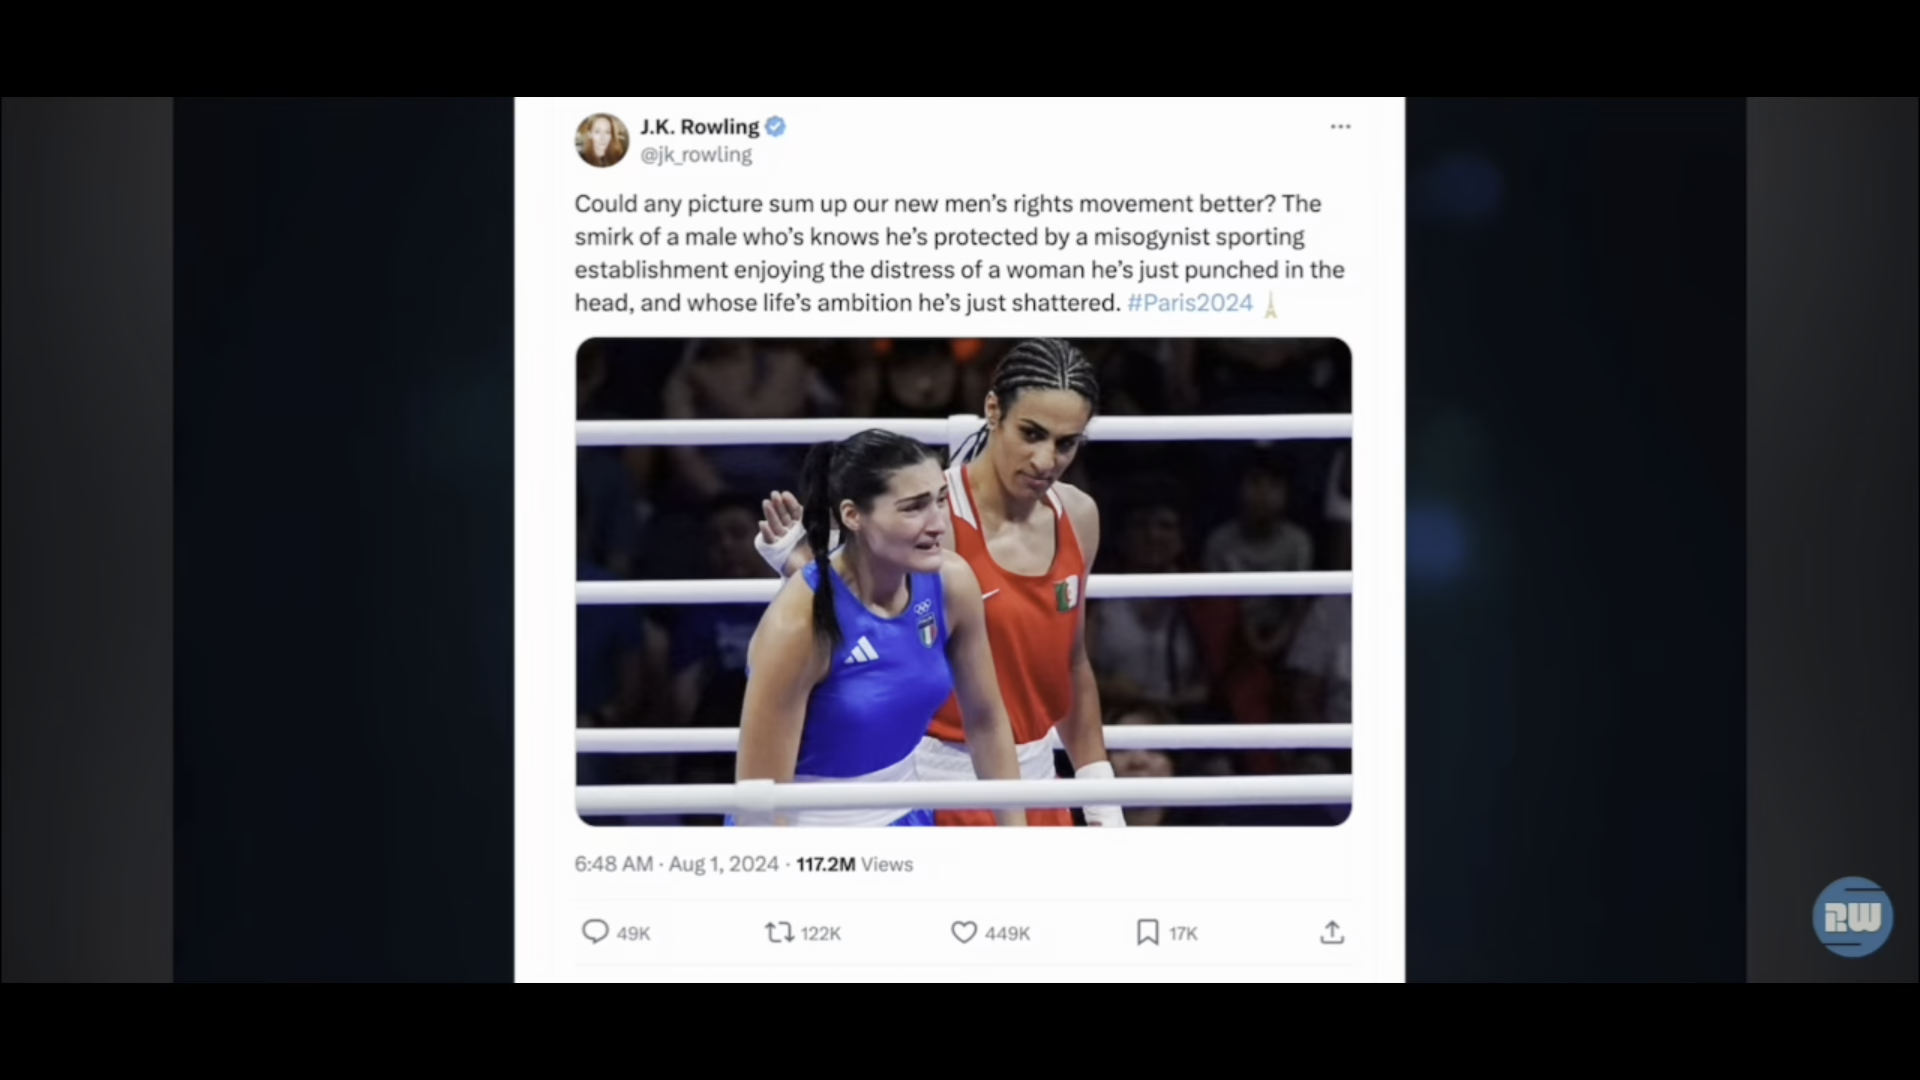 J.K. Rowling
@jk_rowling
Could any picture sum up our new men's rights movement better? The
smirk of a male who's knows he's protected by a misogynist sporting
establishment enjoying the distress of a woman he's just punched in the
head, and whose life's ambition he's just shattered. #Paris2024
6:48 AM · Aug 1, 2024 · 117.2M Views
49K
122K
449K
17K
RW